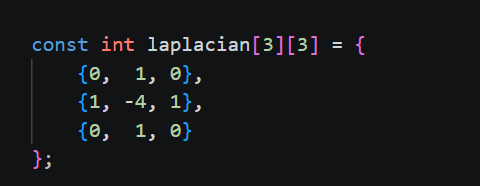 const int laplacian[3][3] = {
    {0,  1, 0},
    {1, -4, 1},
    {0,  1, 0}
};